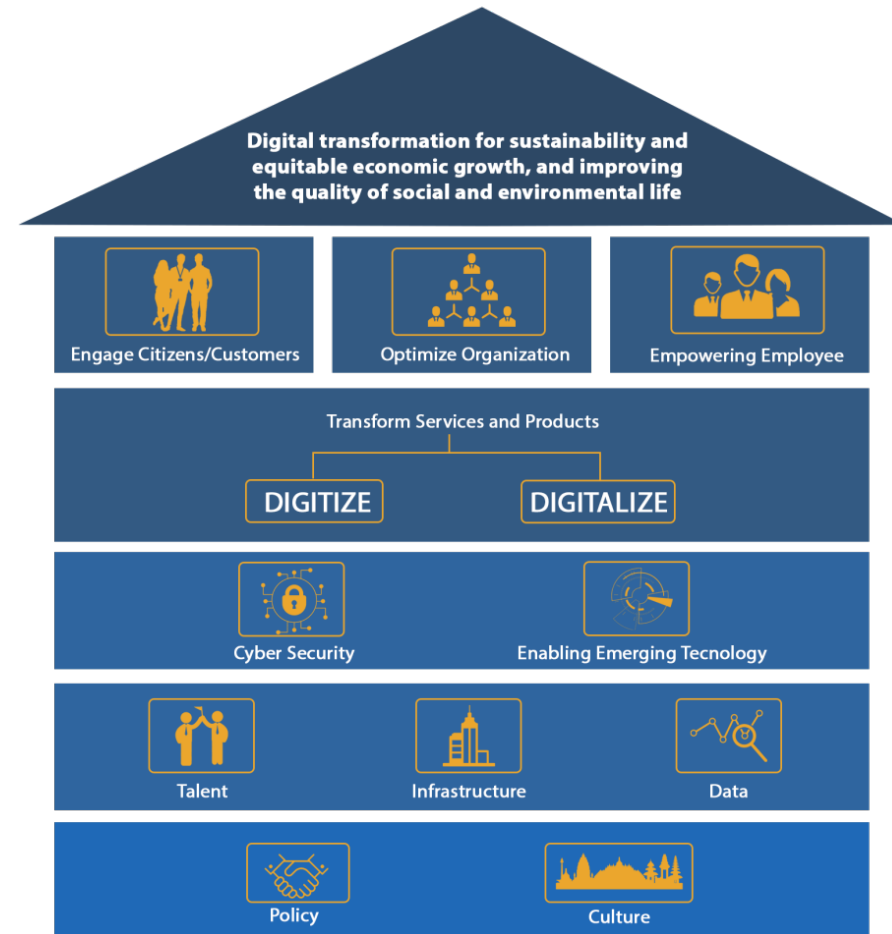 Digital transformation for sustainability and
equitable economic growth, and improving
the quality of social and environmental life
Engage Citizens/Customers
Optimize Organization
Empowering Employee
Transform Services and Products
DIGITIZE
DIGITALIZE
Cyber Security
Enabling Emerging Tecnology
Talent
Infrastructure
Data
Policy
Culture